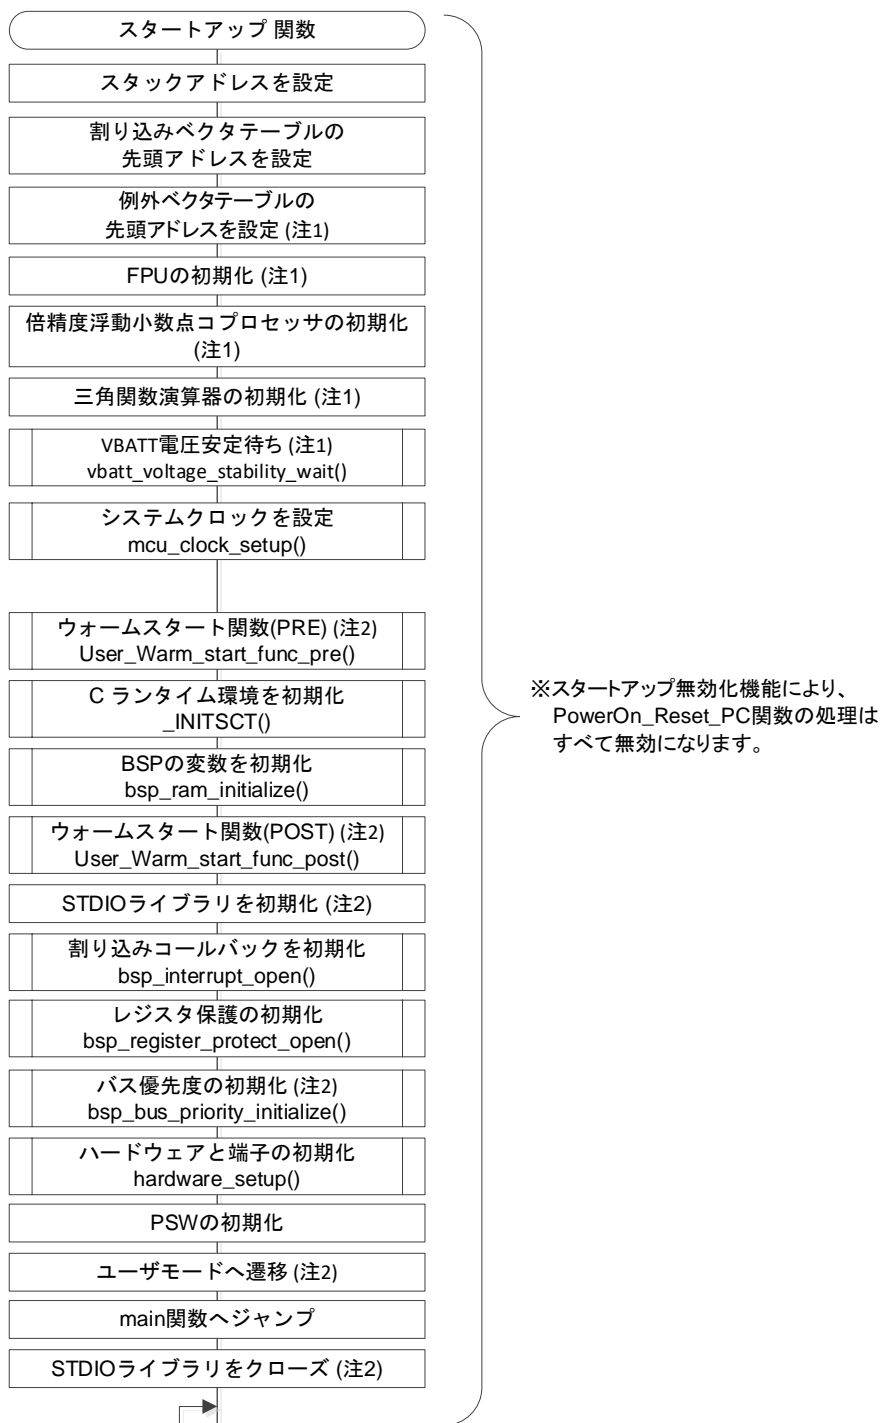 スタートアップ 関数
スタックアドレスを設定
割り込みベクタテーブルの
先頭アドレスを設定
例外ベクタテーブルの
先頭アドレスを設定 (注1)
FPUの初期化 (注1)
倍精度浮動小数点コプロセッサの初期化
(注1)
三角関数演算器の初期化 (注1)
VBATT電圧安定待ち (注1)
vbatt_voltage_stability_wait()
システムクロックを設定
mcu_clock_setup()
ウォームスタート関数(PRE) (注2)
User_Warm_start_func_pre()
C ランタイム環境を初期化
_INITSCT()
BSPの変数を初期化
bsp_ram_initialize()
ウォームスタート関数(POST) (注2)
User_Warm_start_func_post()
STDIOライブラリを初期化 (注2)
割り込みコールバックを初期化
bsp_interrupt_open()
レジスタ保護の初期化
bsp_register_protect_open()
バス優先度の初期化 (注2)
bsp_bus_priority_initialize()
ハードウェアと端子の初期化
hardware_setup()
PSWの初期化
ユーザモードへ遷移 (注2)
main関数へジャンプ
STDIOライブラリをクローズ (注2)
※スタートアップ無効化機能により、
PowerOn_Reset_PC関数の処理は
すべて無効になります。